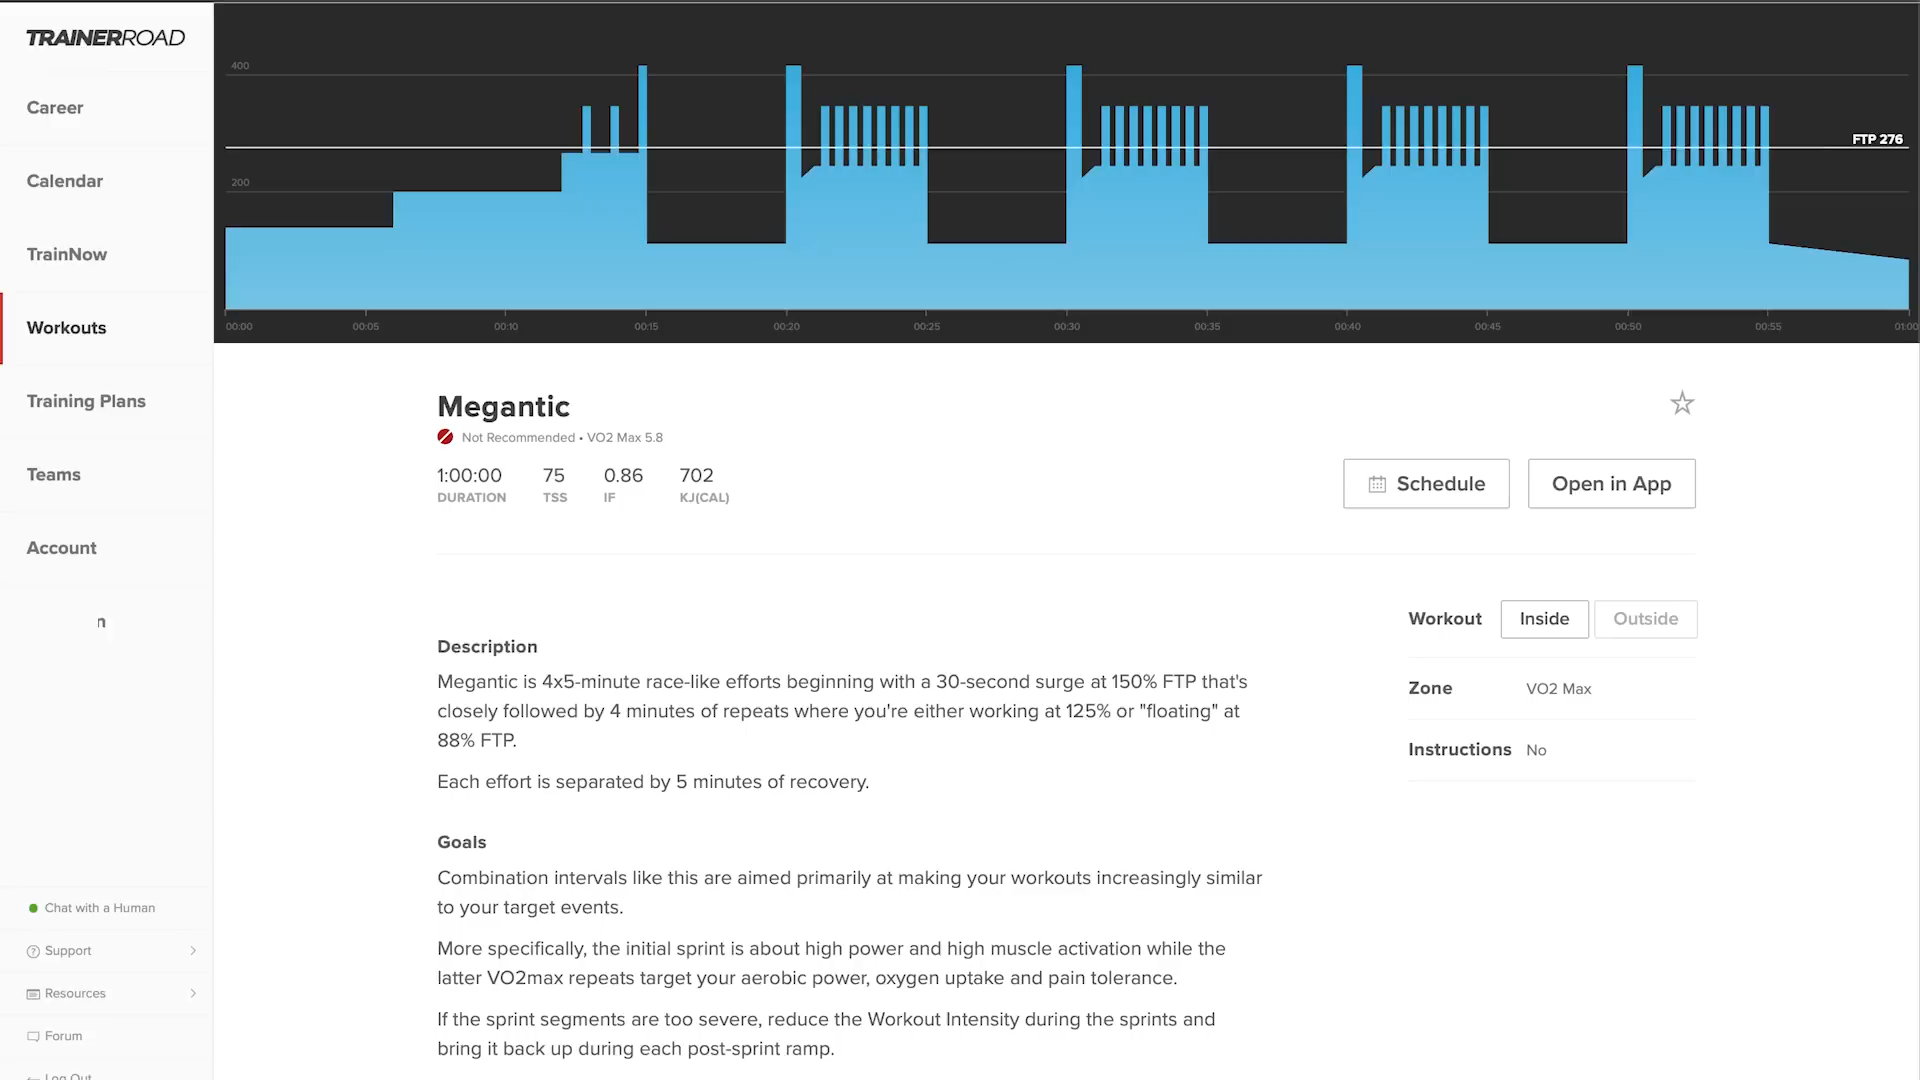 TRAINERROAD
Career
Calendar
TrainNow
Workouts
Training Plans
Teams
Account
n
Chat with a Human
Support
Resources
Forum
Log Out
400
200
FTP 276
00:00 00:05 00:10 00:15 00:20 00:25 00:30 00:35 00:40 00:45 00:50 00:55 01:00
Megantic
Not Recommended • VO2 Max 5.8
1:00:00 75 0.86 702
DURATION TSS IF KJ(CAL)
Schedule
Open in App
Description
Megantic is 4x5-minute race-like efforts beginning with a 30-second surge at 150% FTP that's
closely followed by 4 minutes of repeats where you're either working at 125% or "floating" at
88% FTP.
Each effort is separated by 5 minutes of recovery.
Goals
Combination intervals like this are aimed primarily at making your workouts increasingly similar
to your target events.
More specifically, the initial sprint is about high power and high muscle activation while the
latter VO2max repeats target your aerobic power, oxygen uptake and pain tolerance.
If the sprint segments are too severe, reduce the Workout Intensity during the sprints and
bring it back up during each post-sprint ramp.
Workout Inside Outside
Zone VO2 Max
Instructions No